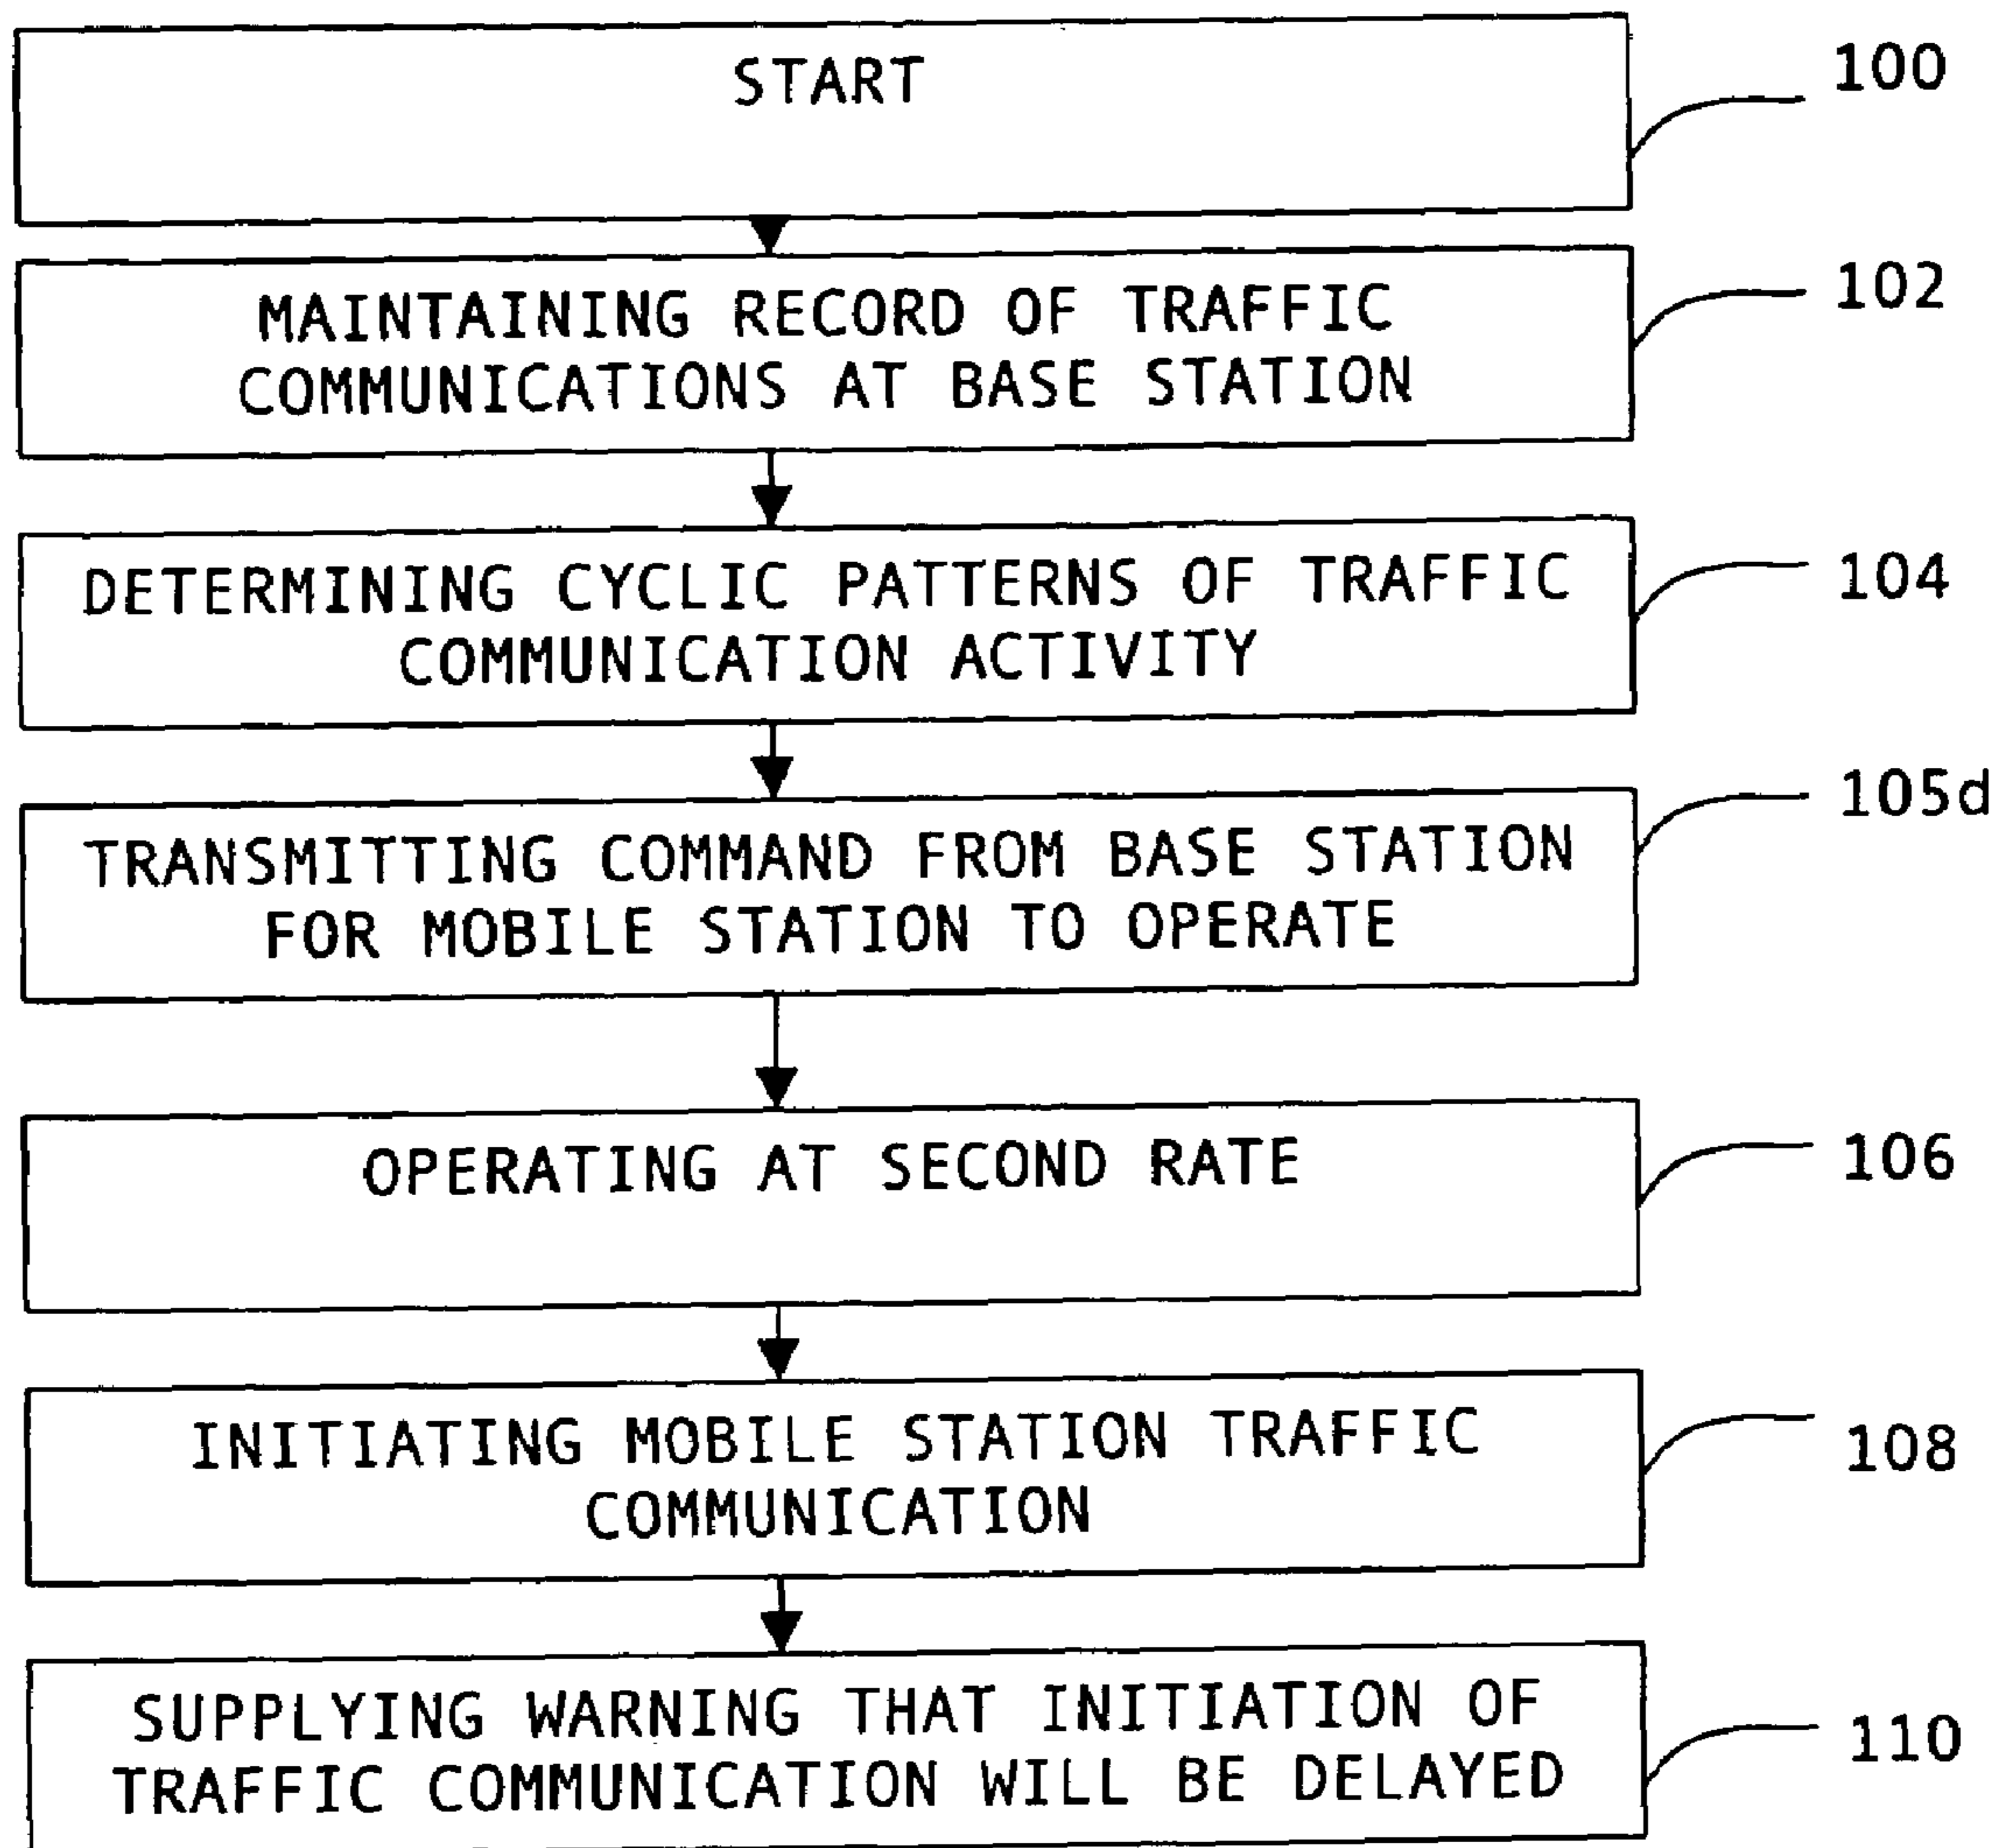 START
100
MAINTAINING RECORD OF TRAFFIC
COMMUNICATIONS AT BASE STATION
102
DETERMINING CYCLIC PATTERNS OF TRAFFIC
COMMUNICATION ACTIVITY
104
TRANSMITTING COMMAND FROM BASE STATION
FOR MOBILE STATION TO OPERATE
105d
OPERATING AT SECOND RATE
106
INITIATING MOBILE STATION TRAFFIC
COMMUNICATION
108
SUPPLYING WARNING THAT INITIATION OF
TRAFFIC COMMUNICATION WILL BE DELAYED
110